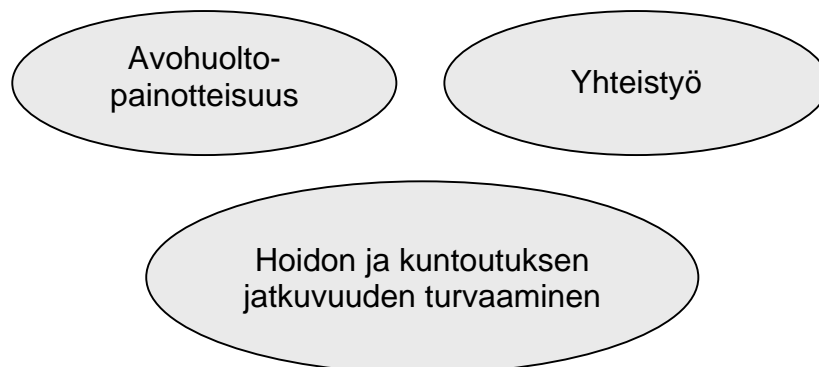 Avohuolto-
painotteisuus
Yhteistyö
Hoidon ja kuntoutuksen
jatkuvuuden turvaaminen